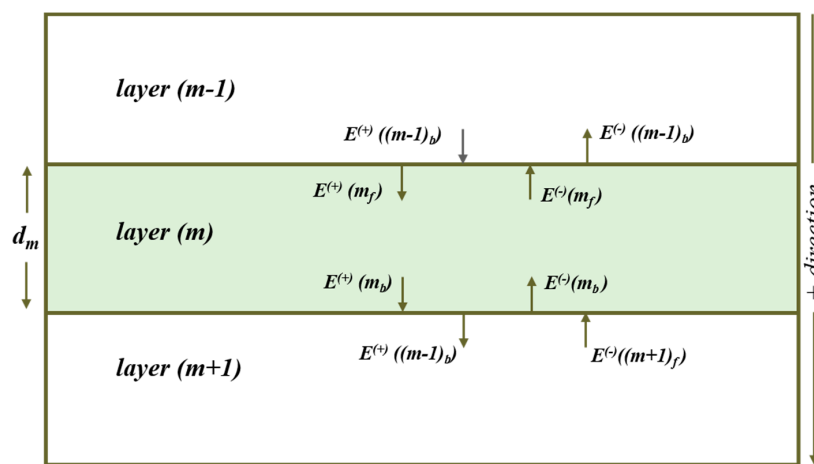 layer (m-1)
E(+) ((m-1)b)
E(-) ((m-1)b)
E(+) (mf)
E(-)(mf)
layer (m)
dm
+ direction
E(+) (mb)
E(-)(mb)
E(+) ((m-1)b)
E(-)((m+1)f)
layer (m+1)